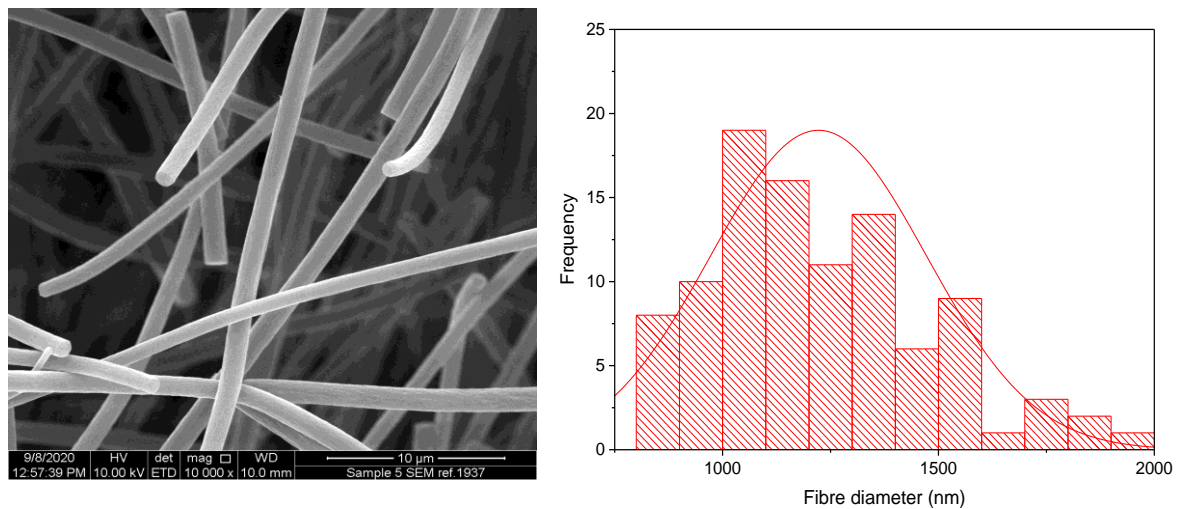 9/8/2020 HV det mag WD 10 µm
12:57:39 PM 10.00 kV ETD 10 000 x 10.0 mm Sample 5 SEM ref.1937
25
20
15
10
5
0
Frequency
1000 1500 2000
Fibre diameter (nm)